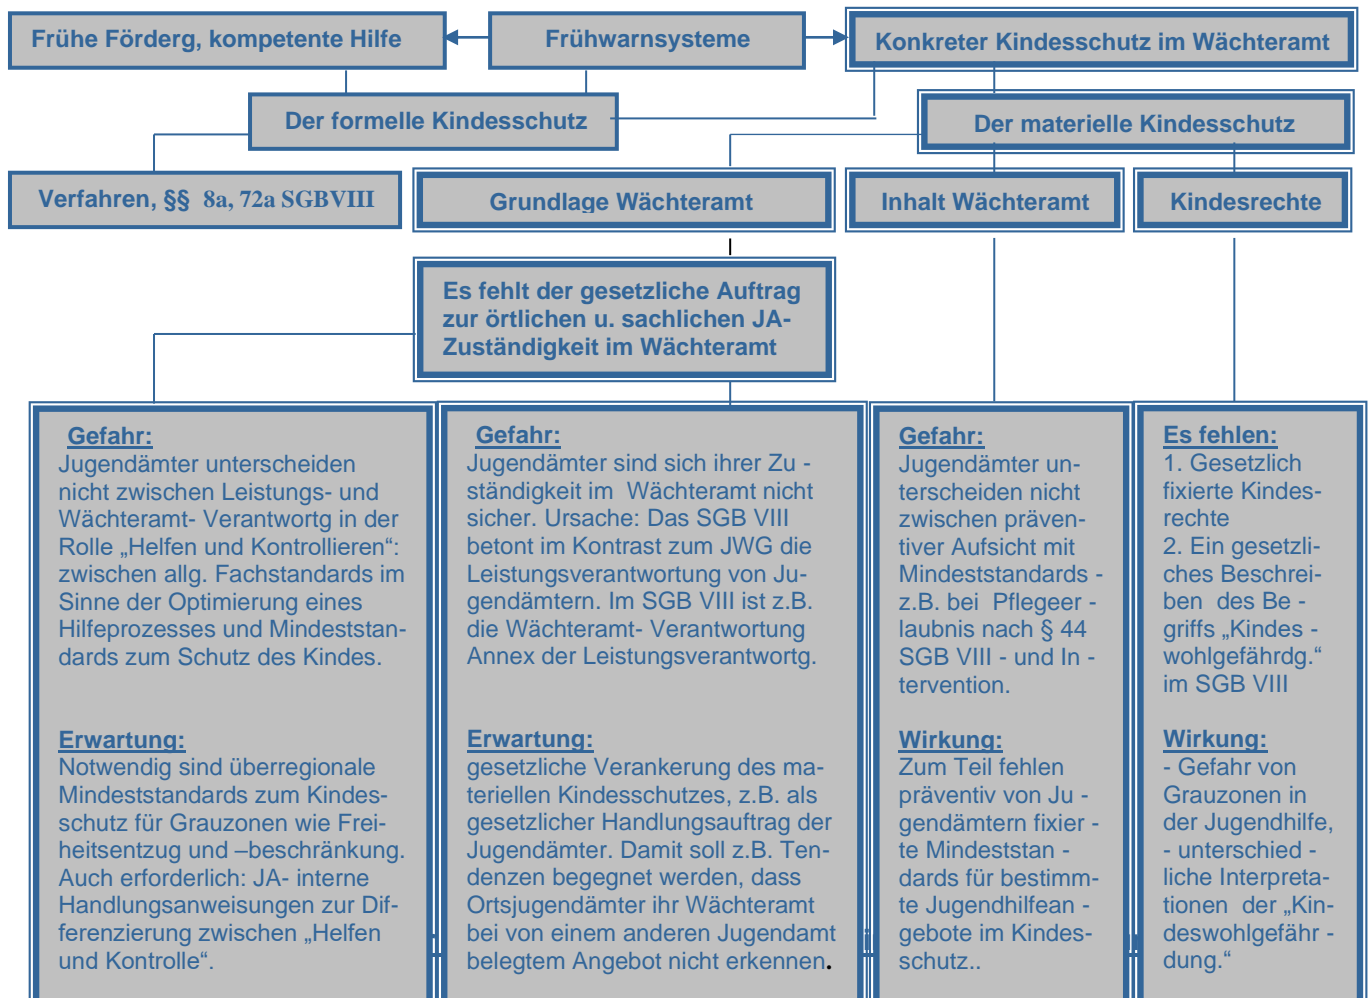 Frühe Förderg, kompetente Hilfe
Frühwarnsysteme
Konkreter Kindesschutz im Wächteramt
Der formelle Kindesschutz
Der materielle Kindesschutz
Verfahren, §§ 8a, 72a SGBVIII
Grundlage Wächteramt
Inhalt Wächteramt
Kindesrechte
Es fehlt der gesetzliche Auftrag
zur örtlichen u. sachlichen JA-
Zuständigkeit im Wächteramt
Gefahr:
Jugendämter unterscheiden
nicht zwischen Leistungs- und
Wächteramt- Verantwortg in der
Rolle „Helfen und Kontrollieren“:
zwischen allg. Fachstandards im
Sinne der Optimierung eines
Hilfeprozesses und Mindeststan-
dards zum Schutz des Kindes.
Erwartung:
Notwendig sind überregionale
Mindeststandards zum Kindes-
schutz für Grauzonen wie Frei-
heitsentzug und –beschränkung.
Auch erforderlich: JA- interne
Handlungsanweisungen zur Dif-
ferenzierung zwischen „Helfen
und Kontrolle“.
Gefahr:
Jugendämter sind sich ihrer Zu -
ständigkeit im Wächteramt nicht
sicher. Ursache: Das SGB VIII
betont im Kontrast zum JWG die
Leistungsverantwortung von Ju-
gendämtern. Im SGB VIII ist z.B.
die Wächteramt- Verantwortung
Annex der Leistungsverantwortg.
Erwartung:
gesetzliche Verankerung des ma-
teriellen Kindesschutzes, z.B. als
gesetzlicher Handlungsauftrag der
Jugendämter. Damit soll z.B. Ten-
denzen begegnet werden, dass
Ortsjugendämter ihr Wächteramt
bei von einem anderen Jugendamt
belegtem Angebot nicht erkennen.
Gefahr:
Jugendämter un-
terscheiden nicht
zwischen präven-
tiver Aufsicht mit
Mindeststandards -
z.B. bei Pflegeer -
laubnis nach § 44
SGB VIII - und In -
tervention.
Wirkung:
Zum Teil fehlen
präventiv von Ju -
gendämtern fixier -
te Mindeststan -
dards für bestimm-
te Jugendhilfean -
gebote im Kindes-
schutz..
Es fehlen:
1. Gesetzlich
fixierte Kindes-
rechte
2. Ein gesetzli-
ches Beschrei-
ben des Be -
griffs „Kindes -
wohlgefährdg.“
im SGB VIII
Wirkung:
- Gefahr von
Grauzonen in
der Jugendhilfe,
- unterschied -
liche Interpreta-
tionen der „Kin-
deswohlgefähr -
dung.“